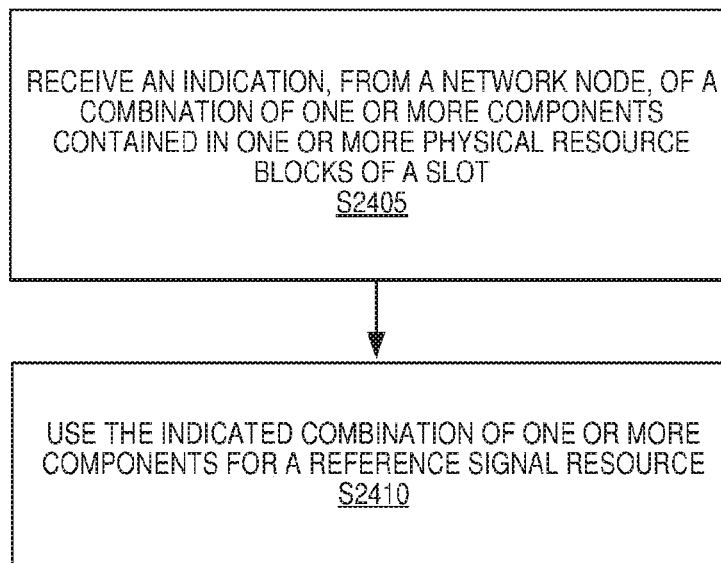 RECEIVE AN INDICATION, FROM A NETWORK NODE, OF A
COMBINATION OF ONE OR MORE COMPONENTS
CONTAINED IN ONE OR MORE PHYSICAL RESOURCE
BLOCKS OF A SLOT
S2405
USE THE INDICATED COMBINATION OF ONE OR MORE
COMPONENTS FOR A REFERENCE SIGNAL RESOURCE
S2410